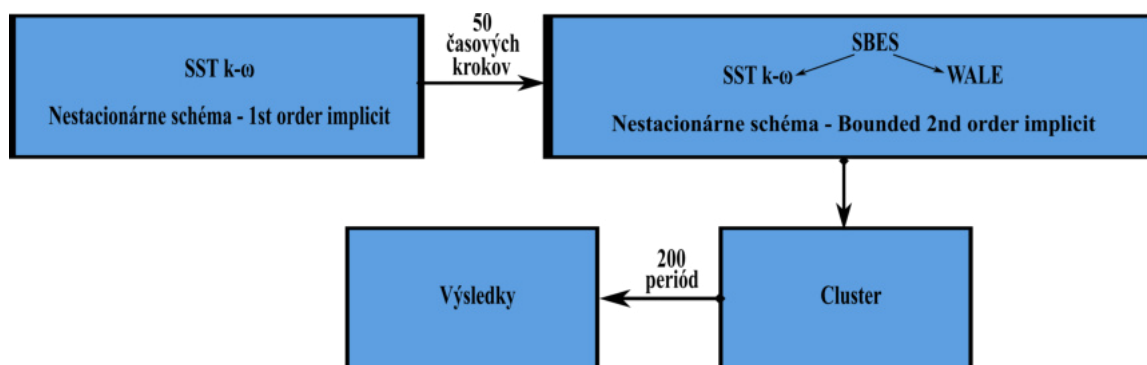 SST k-ω
Nestacionárne schéma - 1st order implicit
50
časových
krokov
SBES
SST k-ω
WALE
Nestacionárne schéma - Bounded 2nd order implicit
Cluster
200
periód
Výsledky